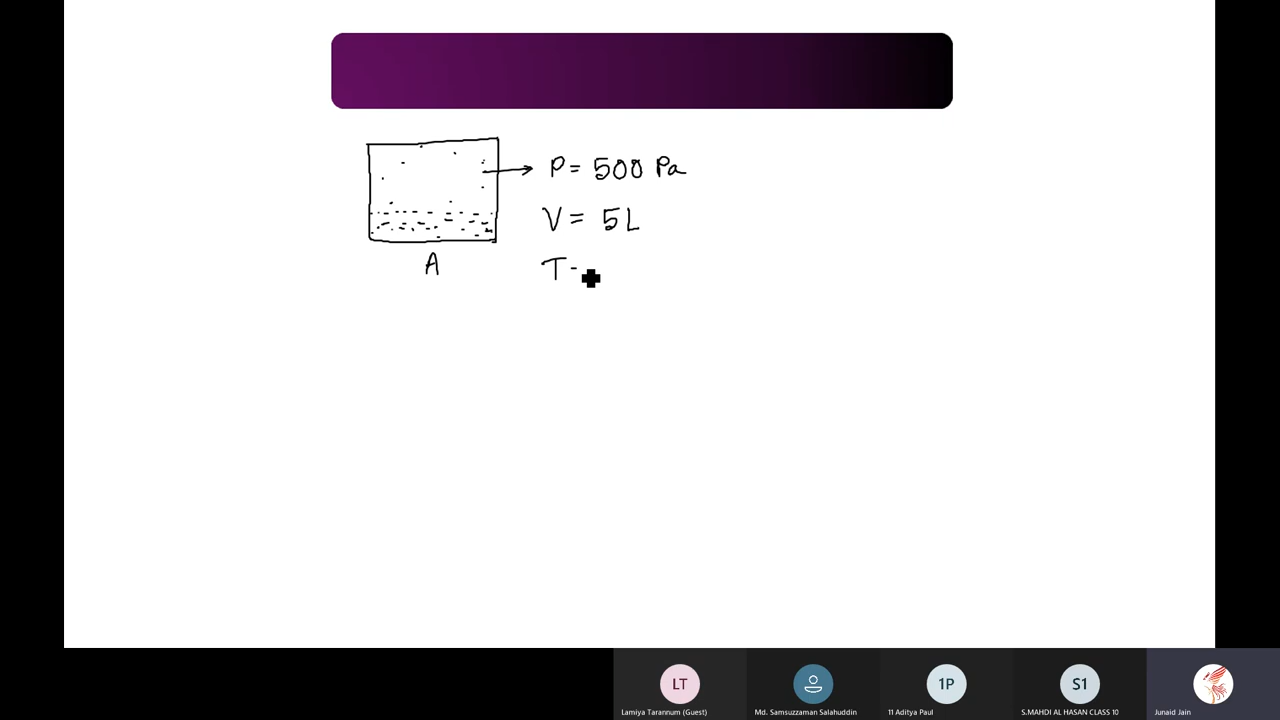 P = 500 Pa
V = 5L
A
T -
LT
1P
S1
Lamiya Tarannum (Guest)
Md. Samsuzzaman Salahuddin
11 Aditya Paul
S.MAHDI AL HASAN CLASS 10
Junaid Jain